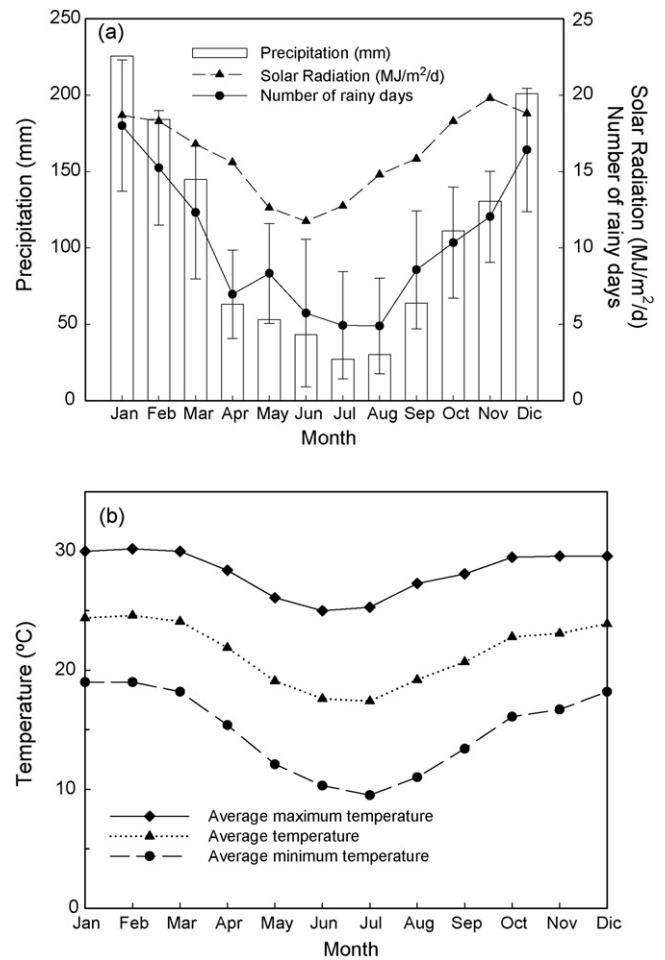 (a)
Precipitation (mm)
Solar Radiation (MJ/m²/d)
Number of rainy days
250
200
150
100
50
0
Precipitation (mm)
25
20
15
10
5
0
Solar Radiation (MJ/m²/d)
Number of rainy days
Jan Feb Mar Apr May Jun Jul Aug Sep Oct Nov Dic
Month
(b)
30
20
10
0
Temperature (ºC)
Average maximum temperature
Average temperature
Average minimum temperature
Jan Feb Mar Apr May Jun Jul Aug Sep Oct Nov Dic
Month